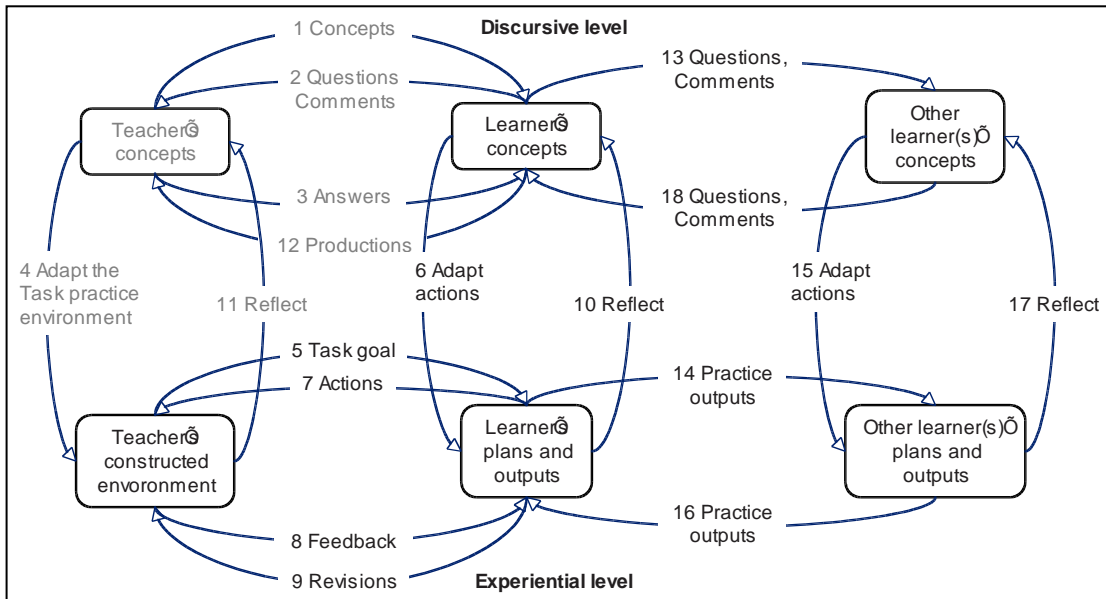 1 Concepts
Discursive level
2 Questions
Comments
13 Questions,
Comments
TeacherÕs
concepts
LearnerÕs
concepts
Other
learner(s)Õ
concepts
3 Answers
18 Questions,
Comments
12 Productions
4 Adapt the
Task practice
environment
11 Reflect
6 Adapt
actions
10 Reflect
15 Adapt
actions
17 Reflect
5 Task goal
7 Actions
14 Practice
outputs
TeacherÕs
constructed
envoronment
LearnerÕs
plans and
outputs
Other learner(s)Õ
plans and
outputs
8 Feedback
16 Practice
outputs
9 Revisions
Experiential level